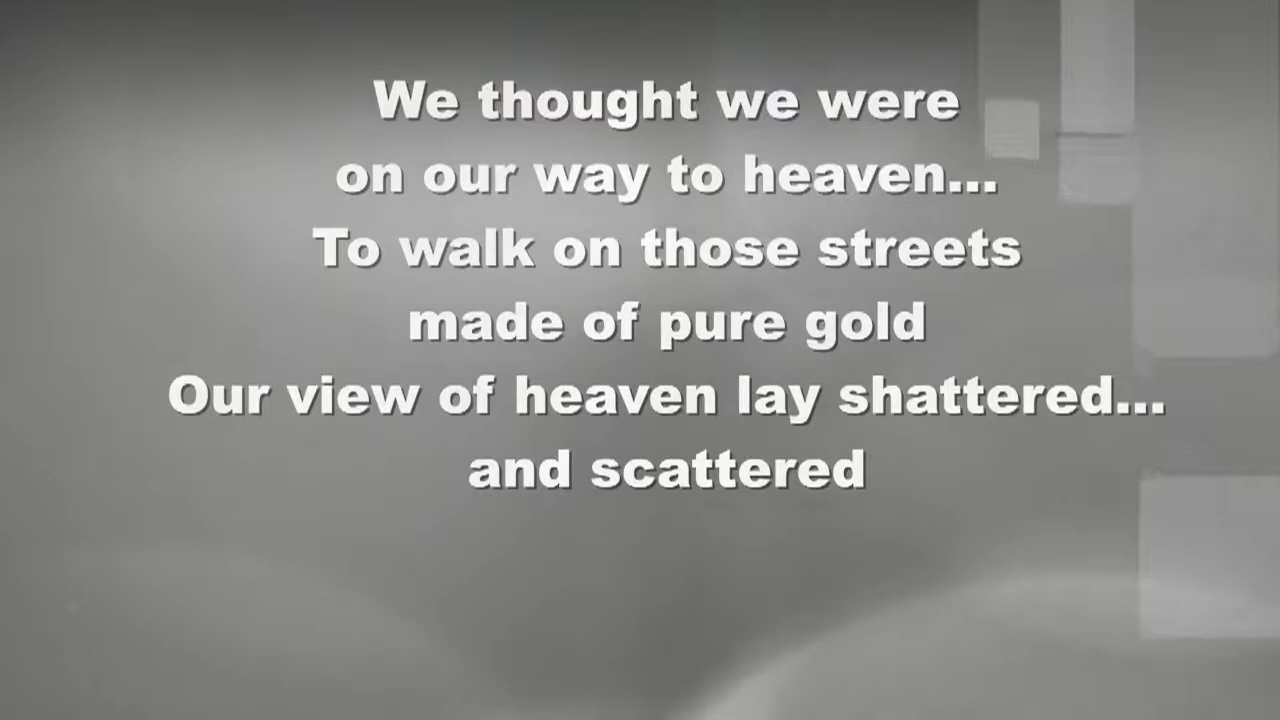 We thought we were
on our way to heaven...
To walk on those streets
made of pure gold
Our view of heaven lay shattered...
and scattered